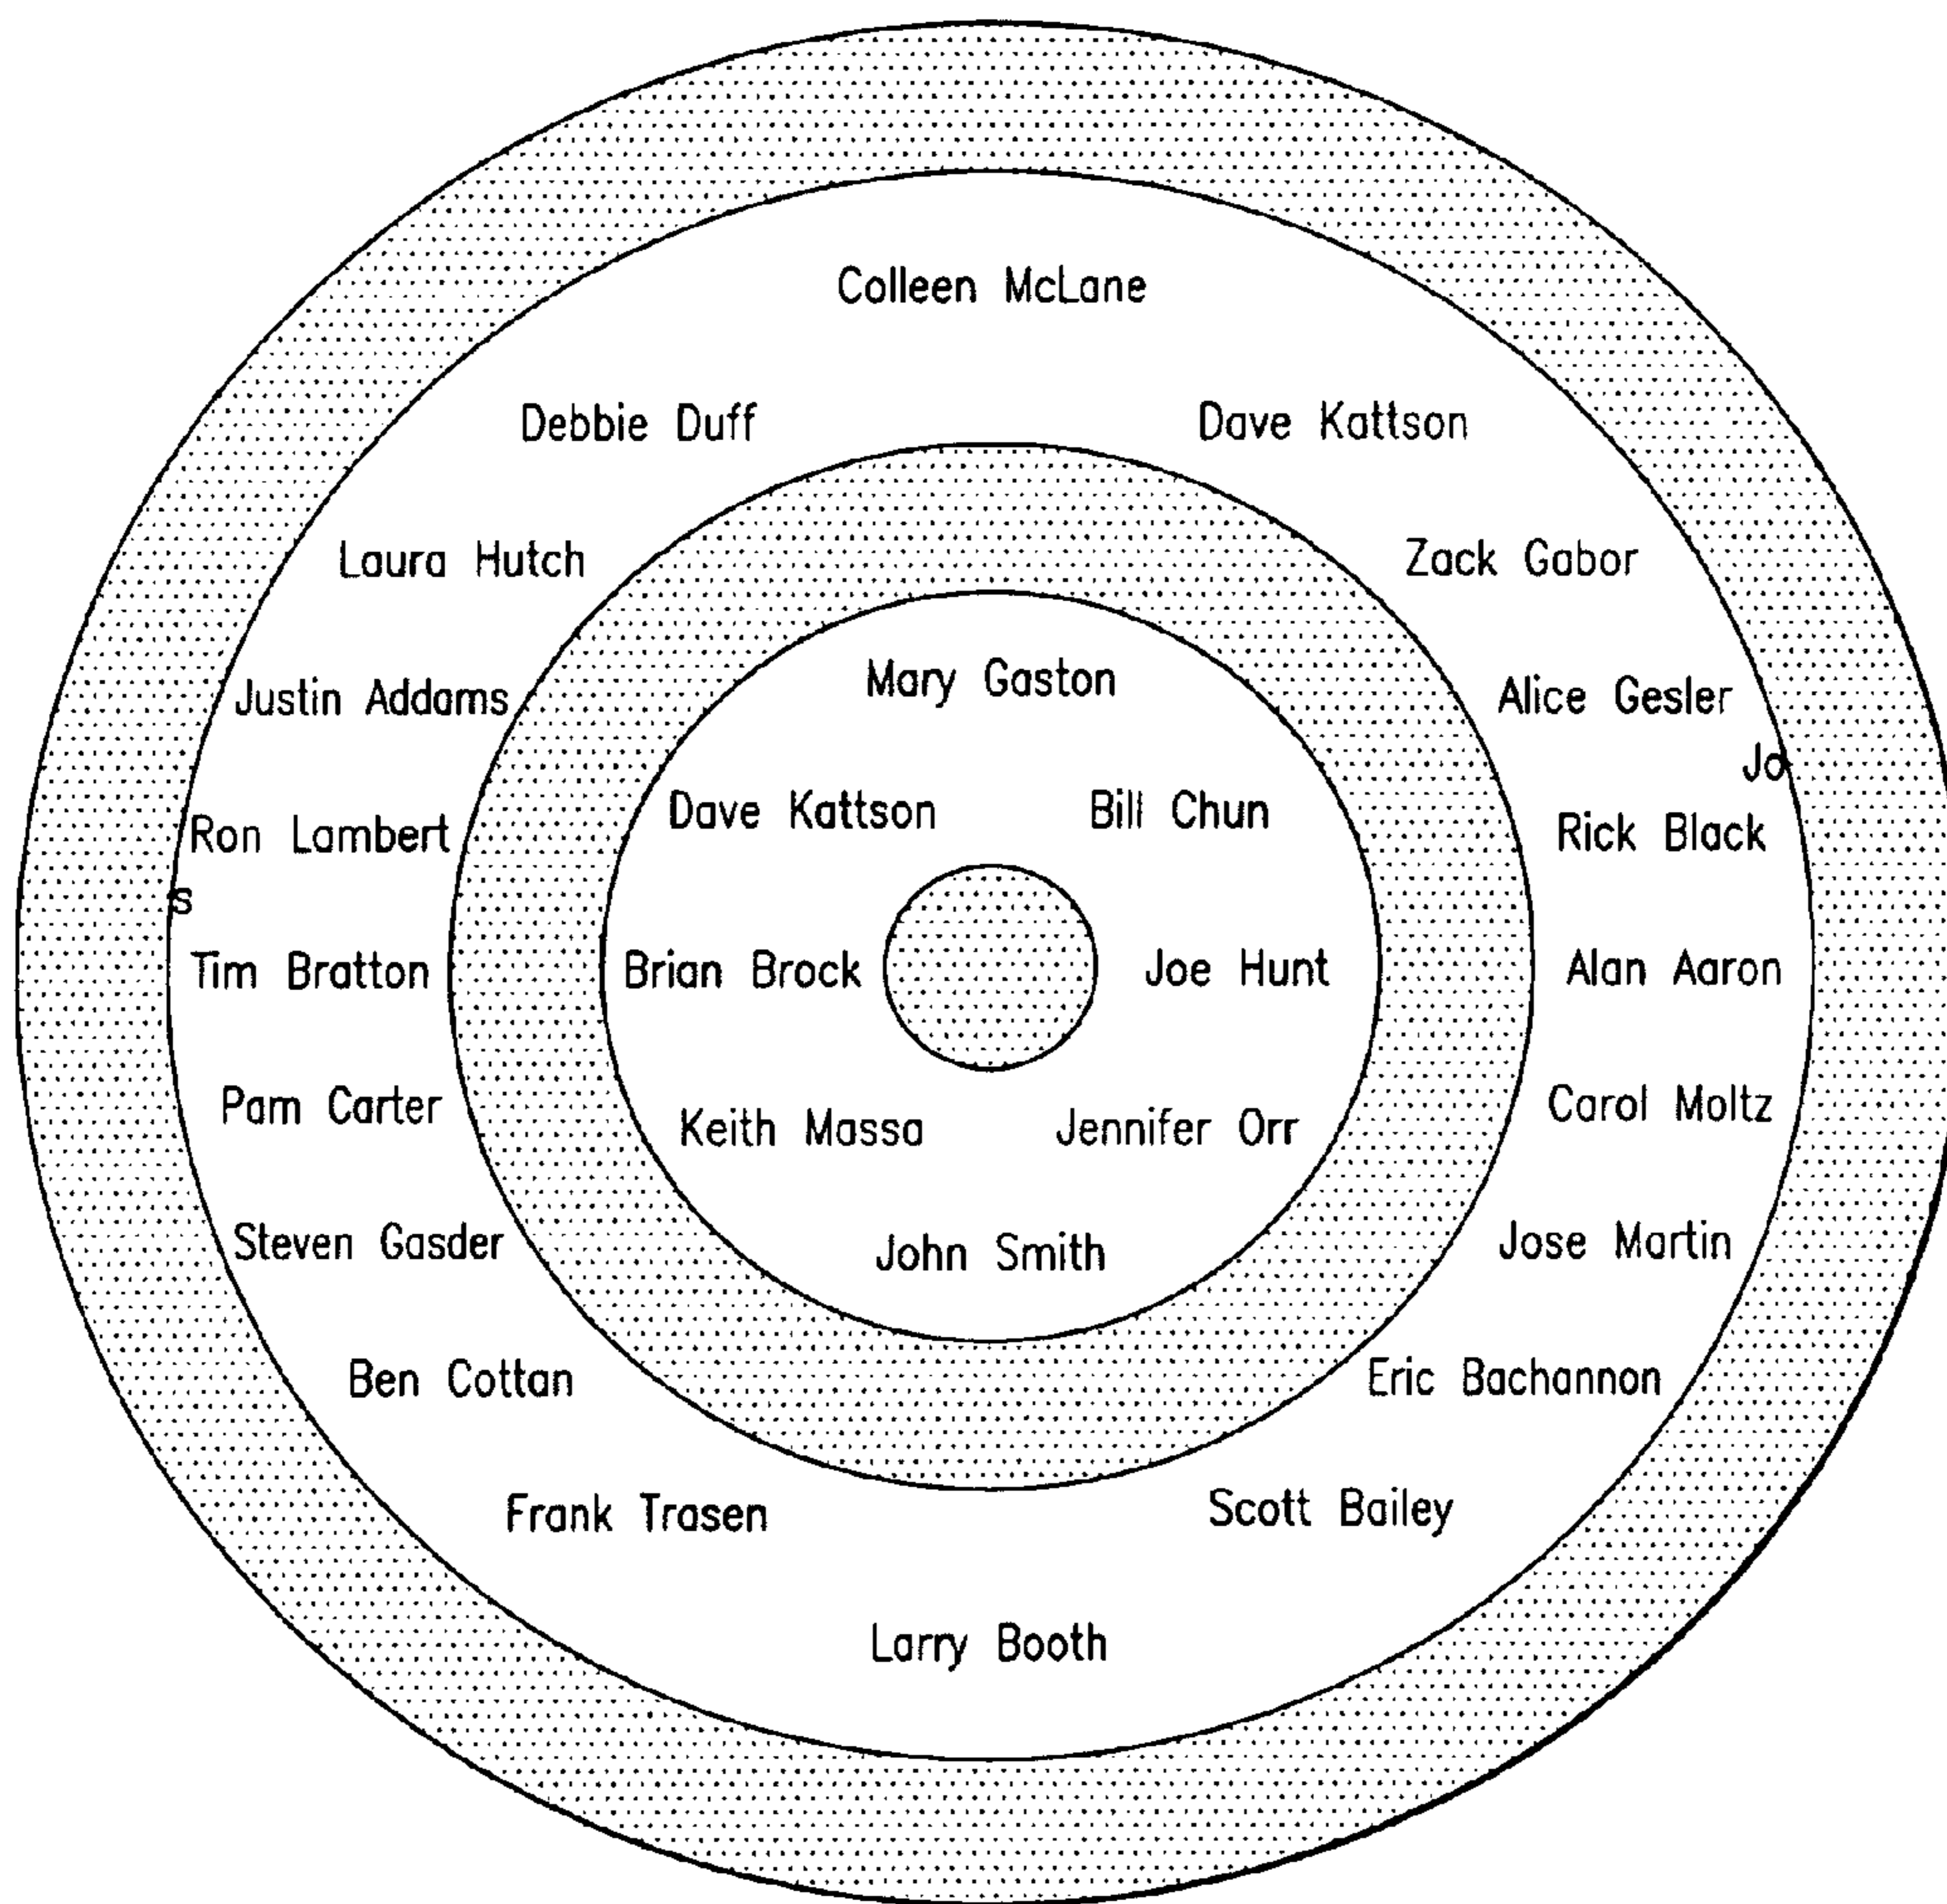 Colleen McLane
Debbie Duff
Dave Kattson
Laura Hutch
Zack Gabor
Mary Gaston
Justin Addams
Alice Gesler
Jo
Dave Kattson
Bill Chun
Ron Lambert
Rick Black
s
Tim Bratton
Brian Brock
Joe Hunt
Alan Aaron
Pam Carter
Keith Massa
Jennifer Orr
Carol Moltz
Steven Gasder
John Smith
Jose Martin
Ben Cottan
Eric Bachannon
Frank Trasen
Scott Bailey
Larry Booth